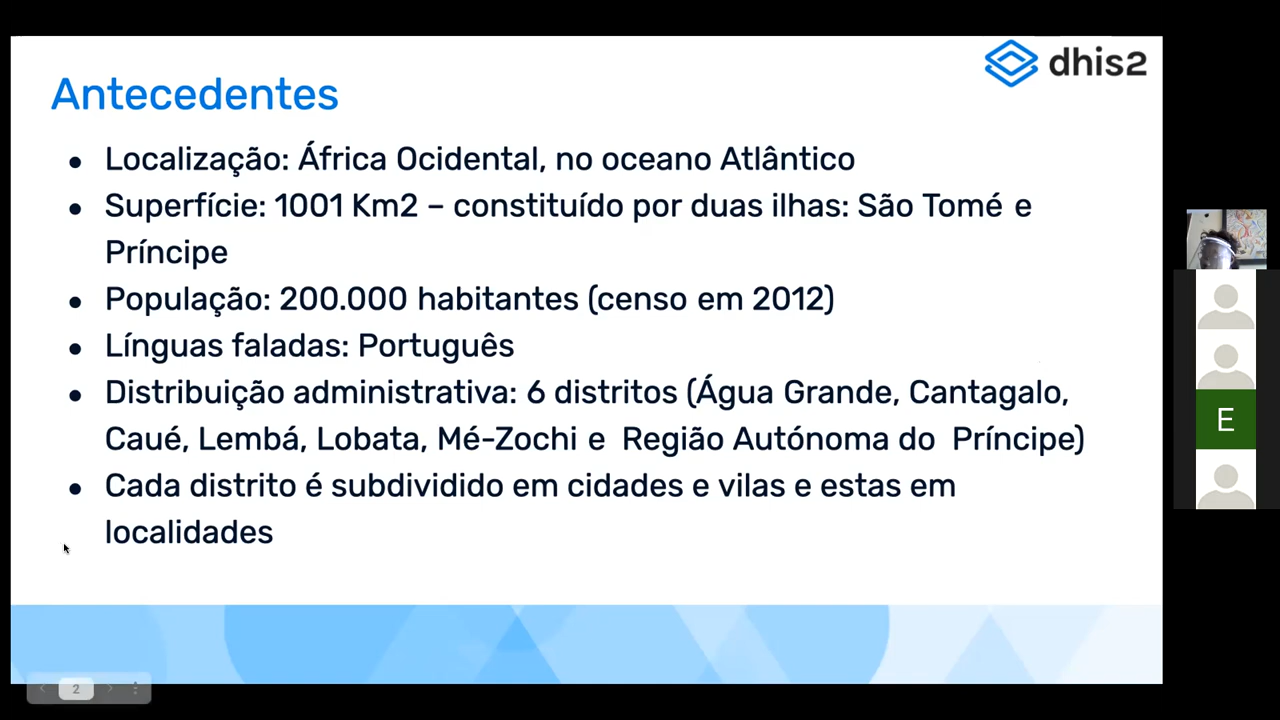 dhis2
Antecedentes
● Localização: África Ocidental, no oceano Atlântico
● Superfície: 1001 Km2 – constituído por duas ilhas: São Tomé e
Príncipe
● População: 200.000 habitantes (censo em 2012)
● Línguas faladas: Português
● Distribuição administrativa: 6 distritos (Água Grande, Cantagalo,
Caué, Lembá, Lobata, Mé-Zochi e Região Autónoma do Príncipe)
● Cada distrito é subdividido em cidades e vilas e estas em
localidades
E
2